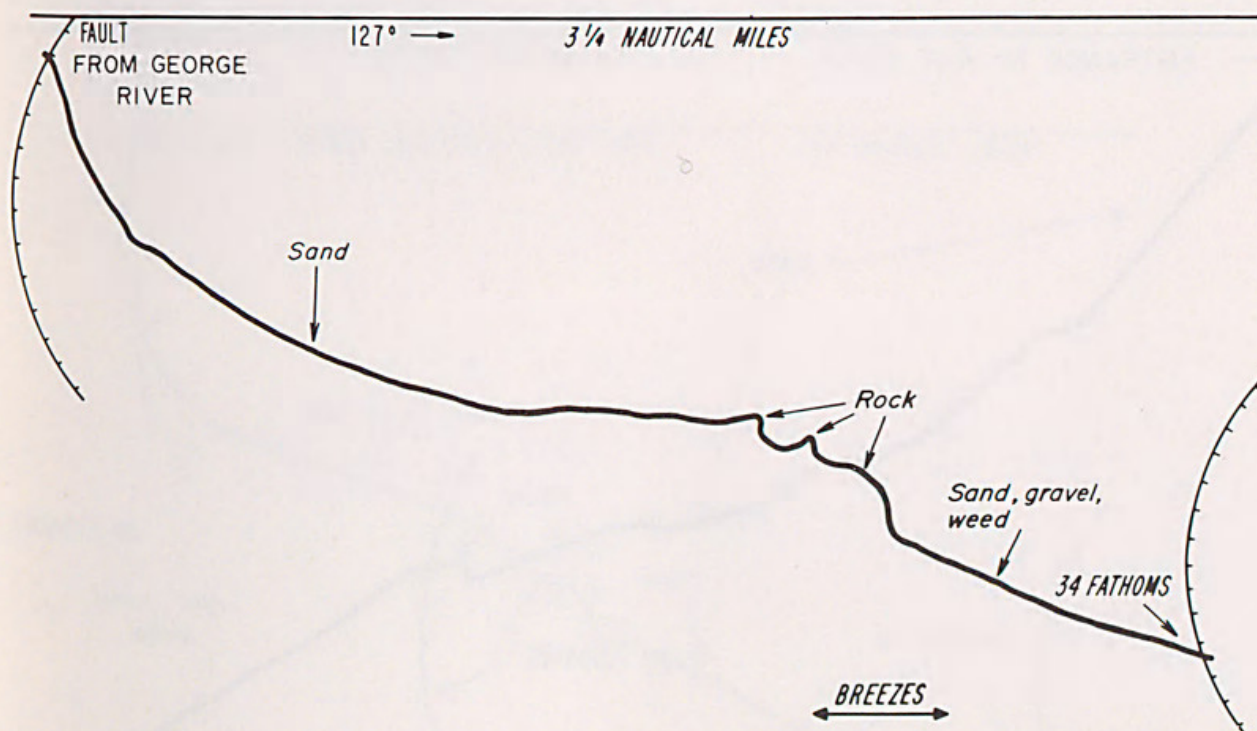 FAULT
FROM GEORGE
RIVER
127° → 3 1/4 NAUTICAL MILES
Sand
Rock
Sand, gravel,
weed
34 FATHOMS
BREEZES